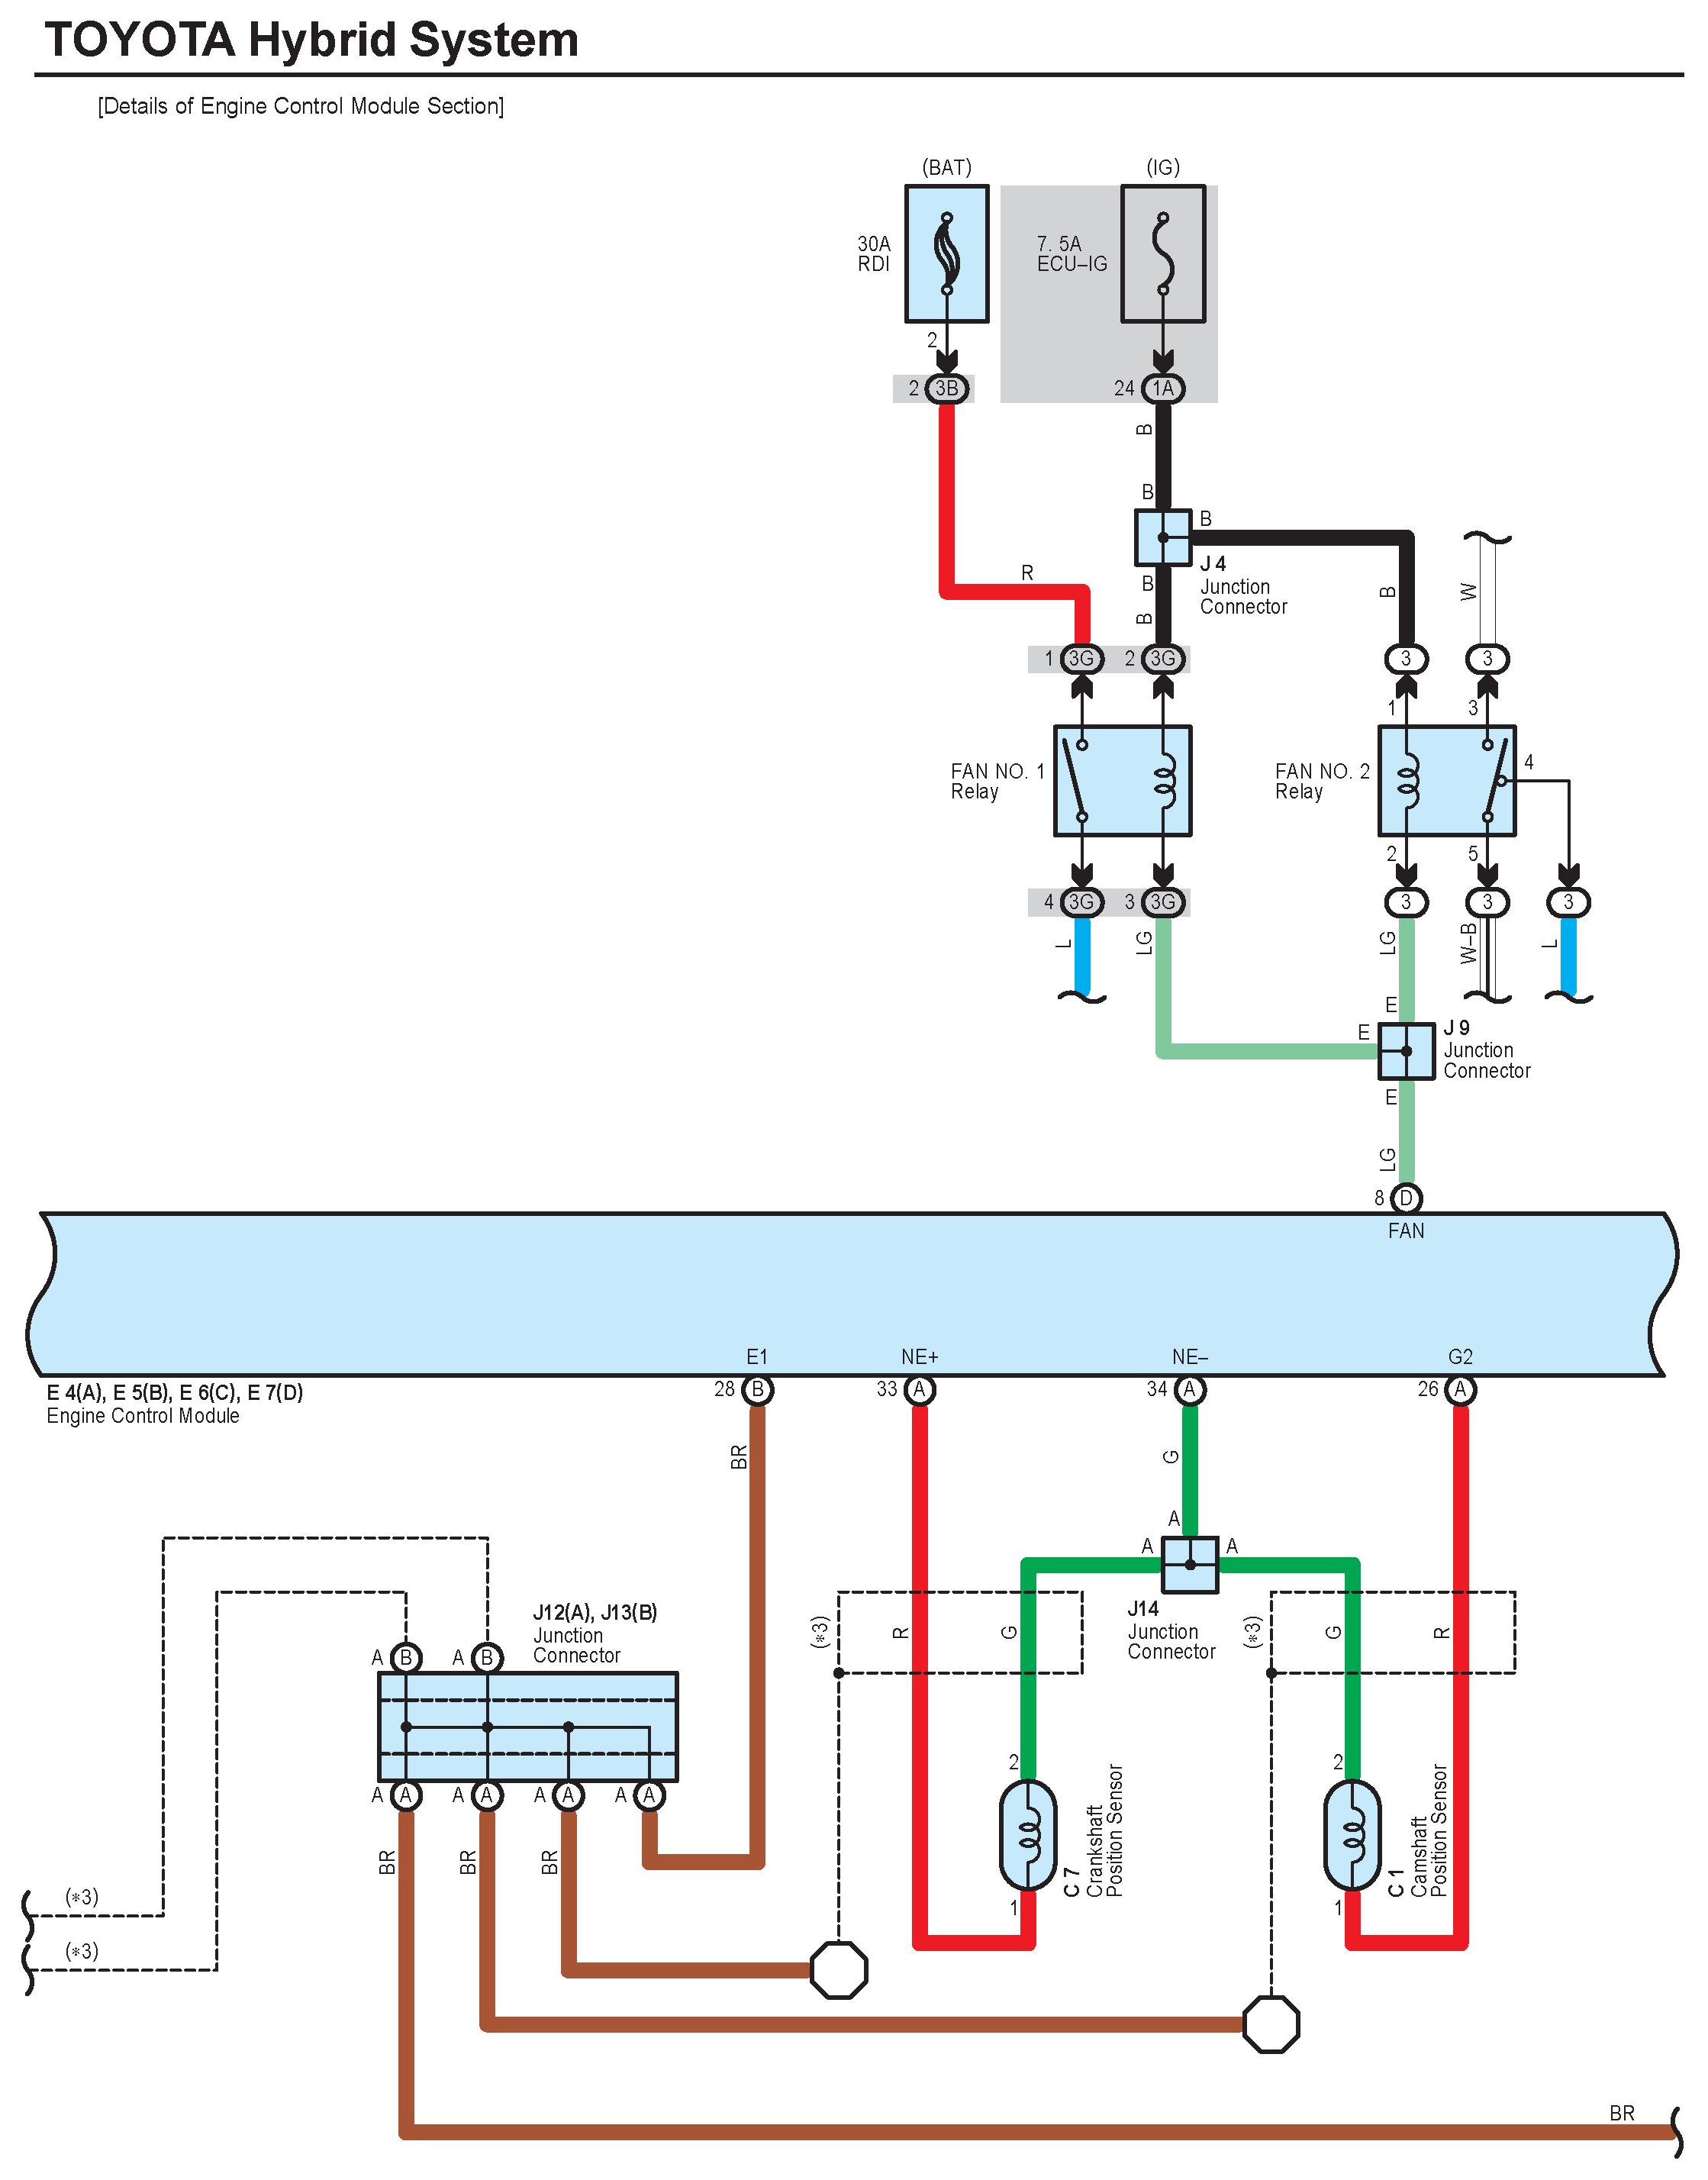 TOYOTA Hybrid System
[Details of Engine Control Module Section]
(BAT)
(IG)
30A
RDI
7. 5A
ECU–IG
2
2 3B
24 1A
B
B
B
J 4
Junction
Connector
R
B
B
B
W
1 3G
2 3G
3
3
1
3
FAN NO. 1
Relay
FAN NO. 2
Relay
4
2
5
4 3G
3 3G
3
3
3
L
LG
LG
W–B
L
E
E
J 9
Junction
Connector
E
LG
8 D
FAN
E1
NE+
NE–
G2
28 B
33 A
34 A
26 A
E 4(A), E 5(B), E 6(C), E 7(D)
Engine Control Module
BR
G
A
A
A
J14
Junction
Connector
J12(A), J13(B)
Junction
Connector
(*3)
R
G
(*3)
G
R
A B
A B
A A
A A
A A
A A
2
2
C 7
Crankshaft
Position Sensor
C 1
Camshaft
Position Sensor
BR
BR
BR
1
1
(*3)
(*3)
BR